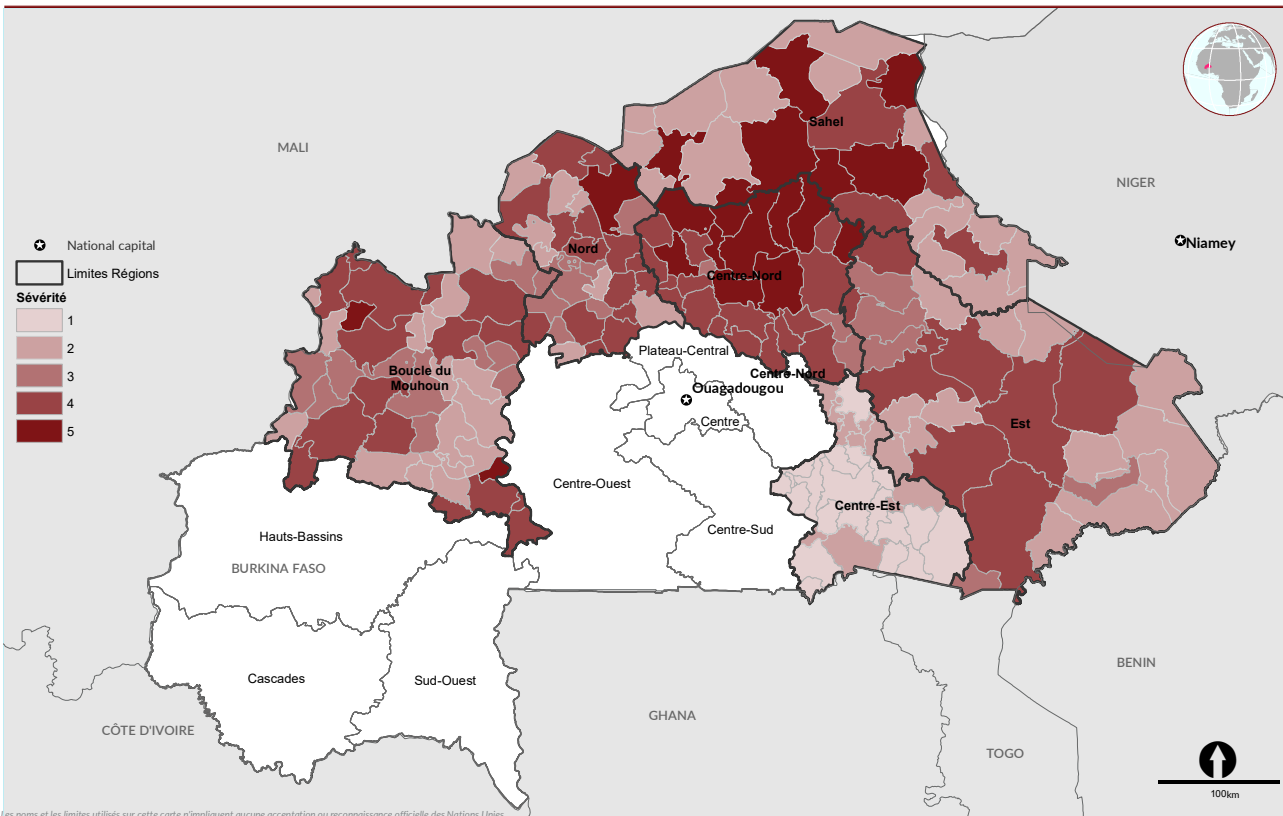 MALI
NIGER
Niamey
National capital
Limites Régions
Sévérité
1
2
3
4
5
Sahel
Nord
Centre-Nord
Boucle du
Mouhoun
Plateau-Central
Centre-Nord
Ouagadougou
Centre
Est
Centre-Ouest
Centre-Est
Centre-Sud
Hauts-Bassins
BURKINA FASO
Cascades
Sud-Ouest
CÔTE D'IVOIRE
GHANA
TOGO
BENIN
100km
Les noms et les limites utilisés sur cette carte n'impliquent aucune acceptation ou reconnaissance officielle des Nations Unies